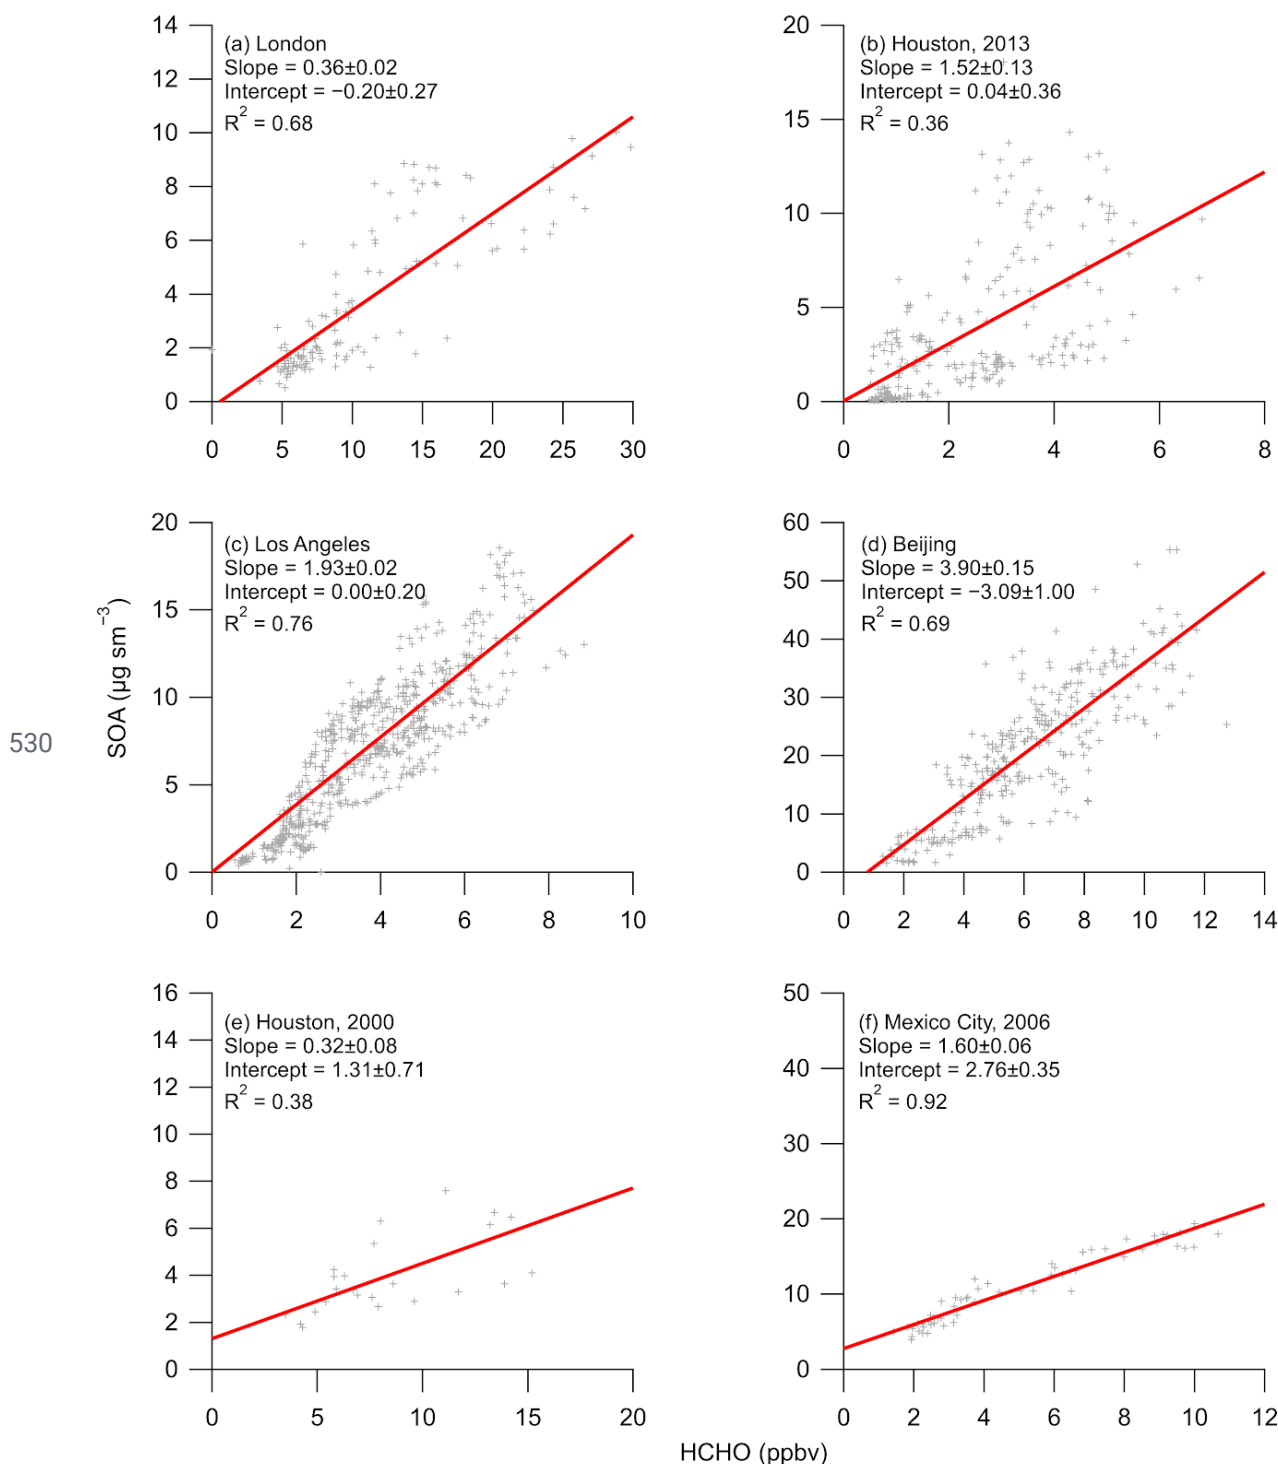 14
12
10
8
6
4
2
0
(a) London
Slope = 0.36±0.02
Intercept = −0.20±0.27
R² = 0.68
0 5 10 15 20 25 30
20
15
10
5
0
(b) Houston, 2013
Slope = 1.52±0.13
Intercept = 0.04±0.36
R² = 0.36
0 2 4 6 8
530
SOA (µg sm⁻³)
20
15
10
5
0
(c) Los Angeles
Slope = 1.93±0.02
Intercept = 0.00±0.20
R² = 0.76
0 2 4 6 8 10
60
50
40
30
20
10
0
(d) Beijing
Slope = 3.90±0.15
Intercept = −3.09±1.00
R² = 0.69
0 2 4 6 8 10 12 14
16
14
12
10
8
6
4
2
0
(e) Houston, 2000
Slope = 0.32±0.08
Intercept = 1.31±0.71
R² = 0.38
0 5 10 15 20
50
40
30
20
10
0
(f) Mexico City, 2006
Slope = 1.60±0.06
Intercept = 2.76±0.35
R² = 0.92
0 2 4 6 8 10 12
HCHO (ppbv)